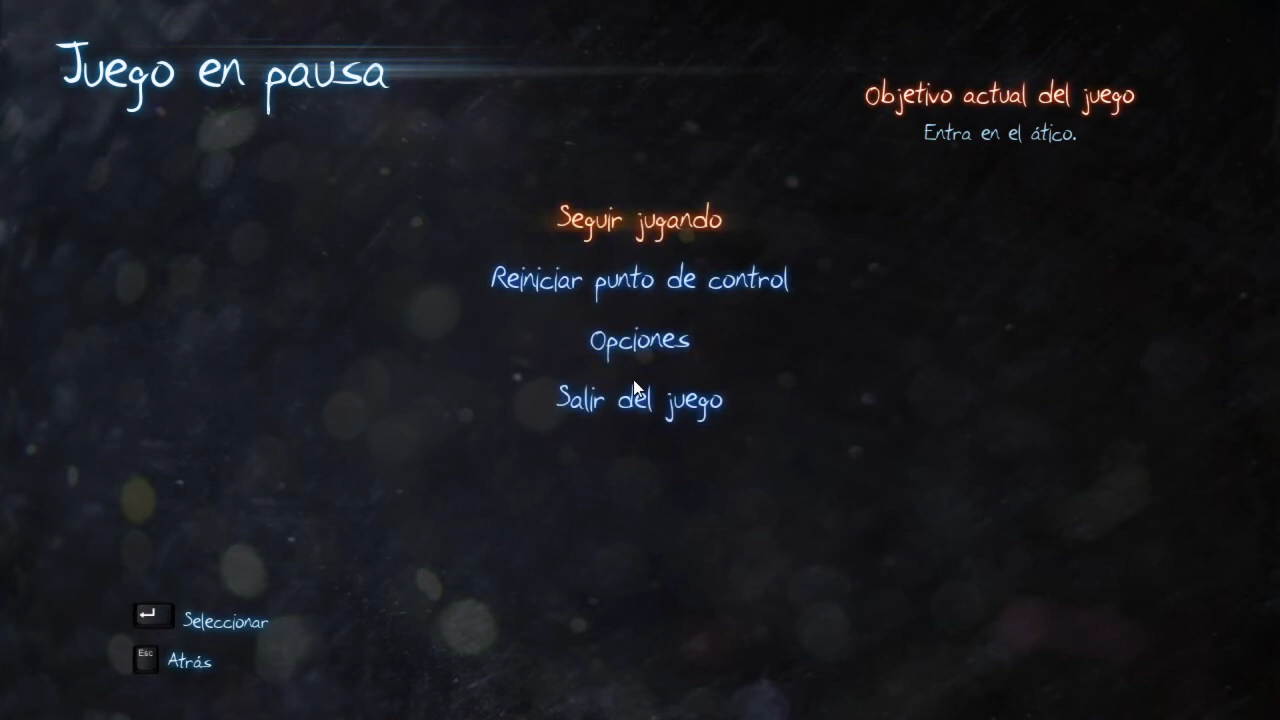 Juego en pausa
Objetivo actual del juego
Entra en el ático.
Seguir jugando
Reiniciar punto de control
Opciones
Salir del juego
Seleccionar
Esc Atrás